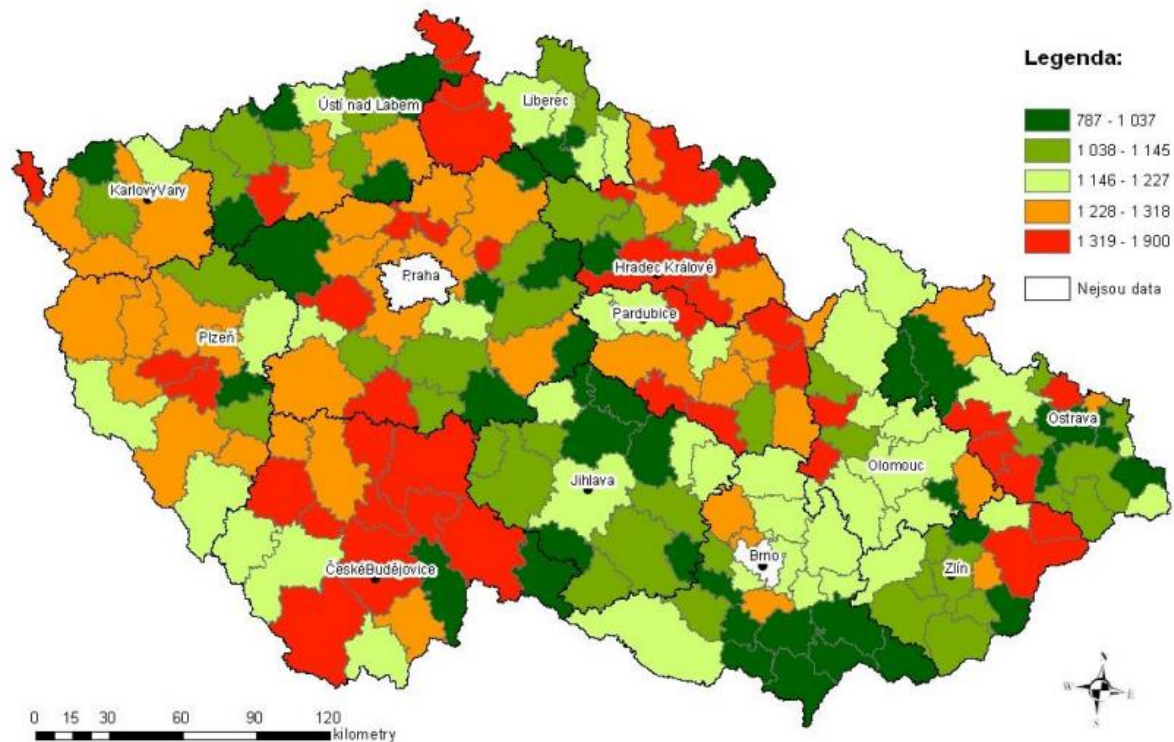 Legenda:
787 - 1 037
1 038 - 1 145
1 146 - 1 227
1 228 - 1 318
1 319 - 1 900
Nejsou data
Ústí nad Labem
Liberec
KarlovyVary
Praha
Hradec Králové
Pardubice
Plzeň
Ostrava
Olomouc
Jihlava
Brno
Zlín
ČeskéBudějovice
N
W E
S
0 15 30 60 90 120
kilometry